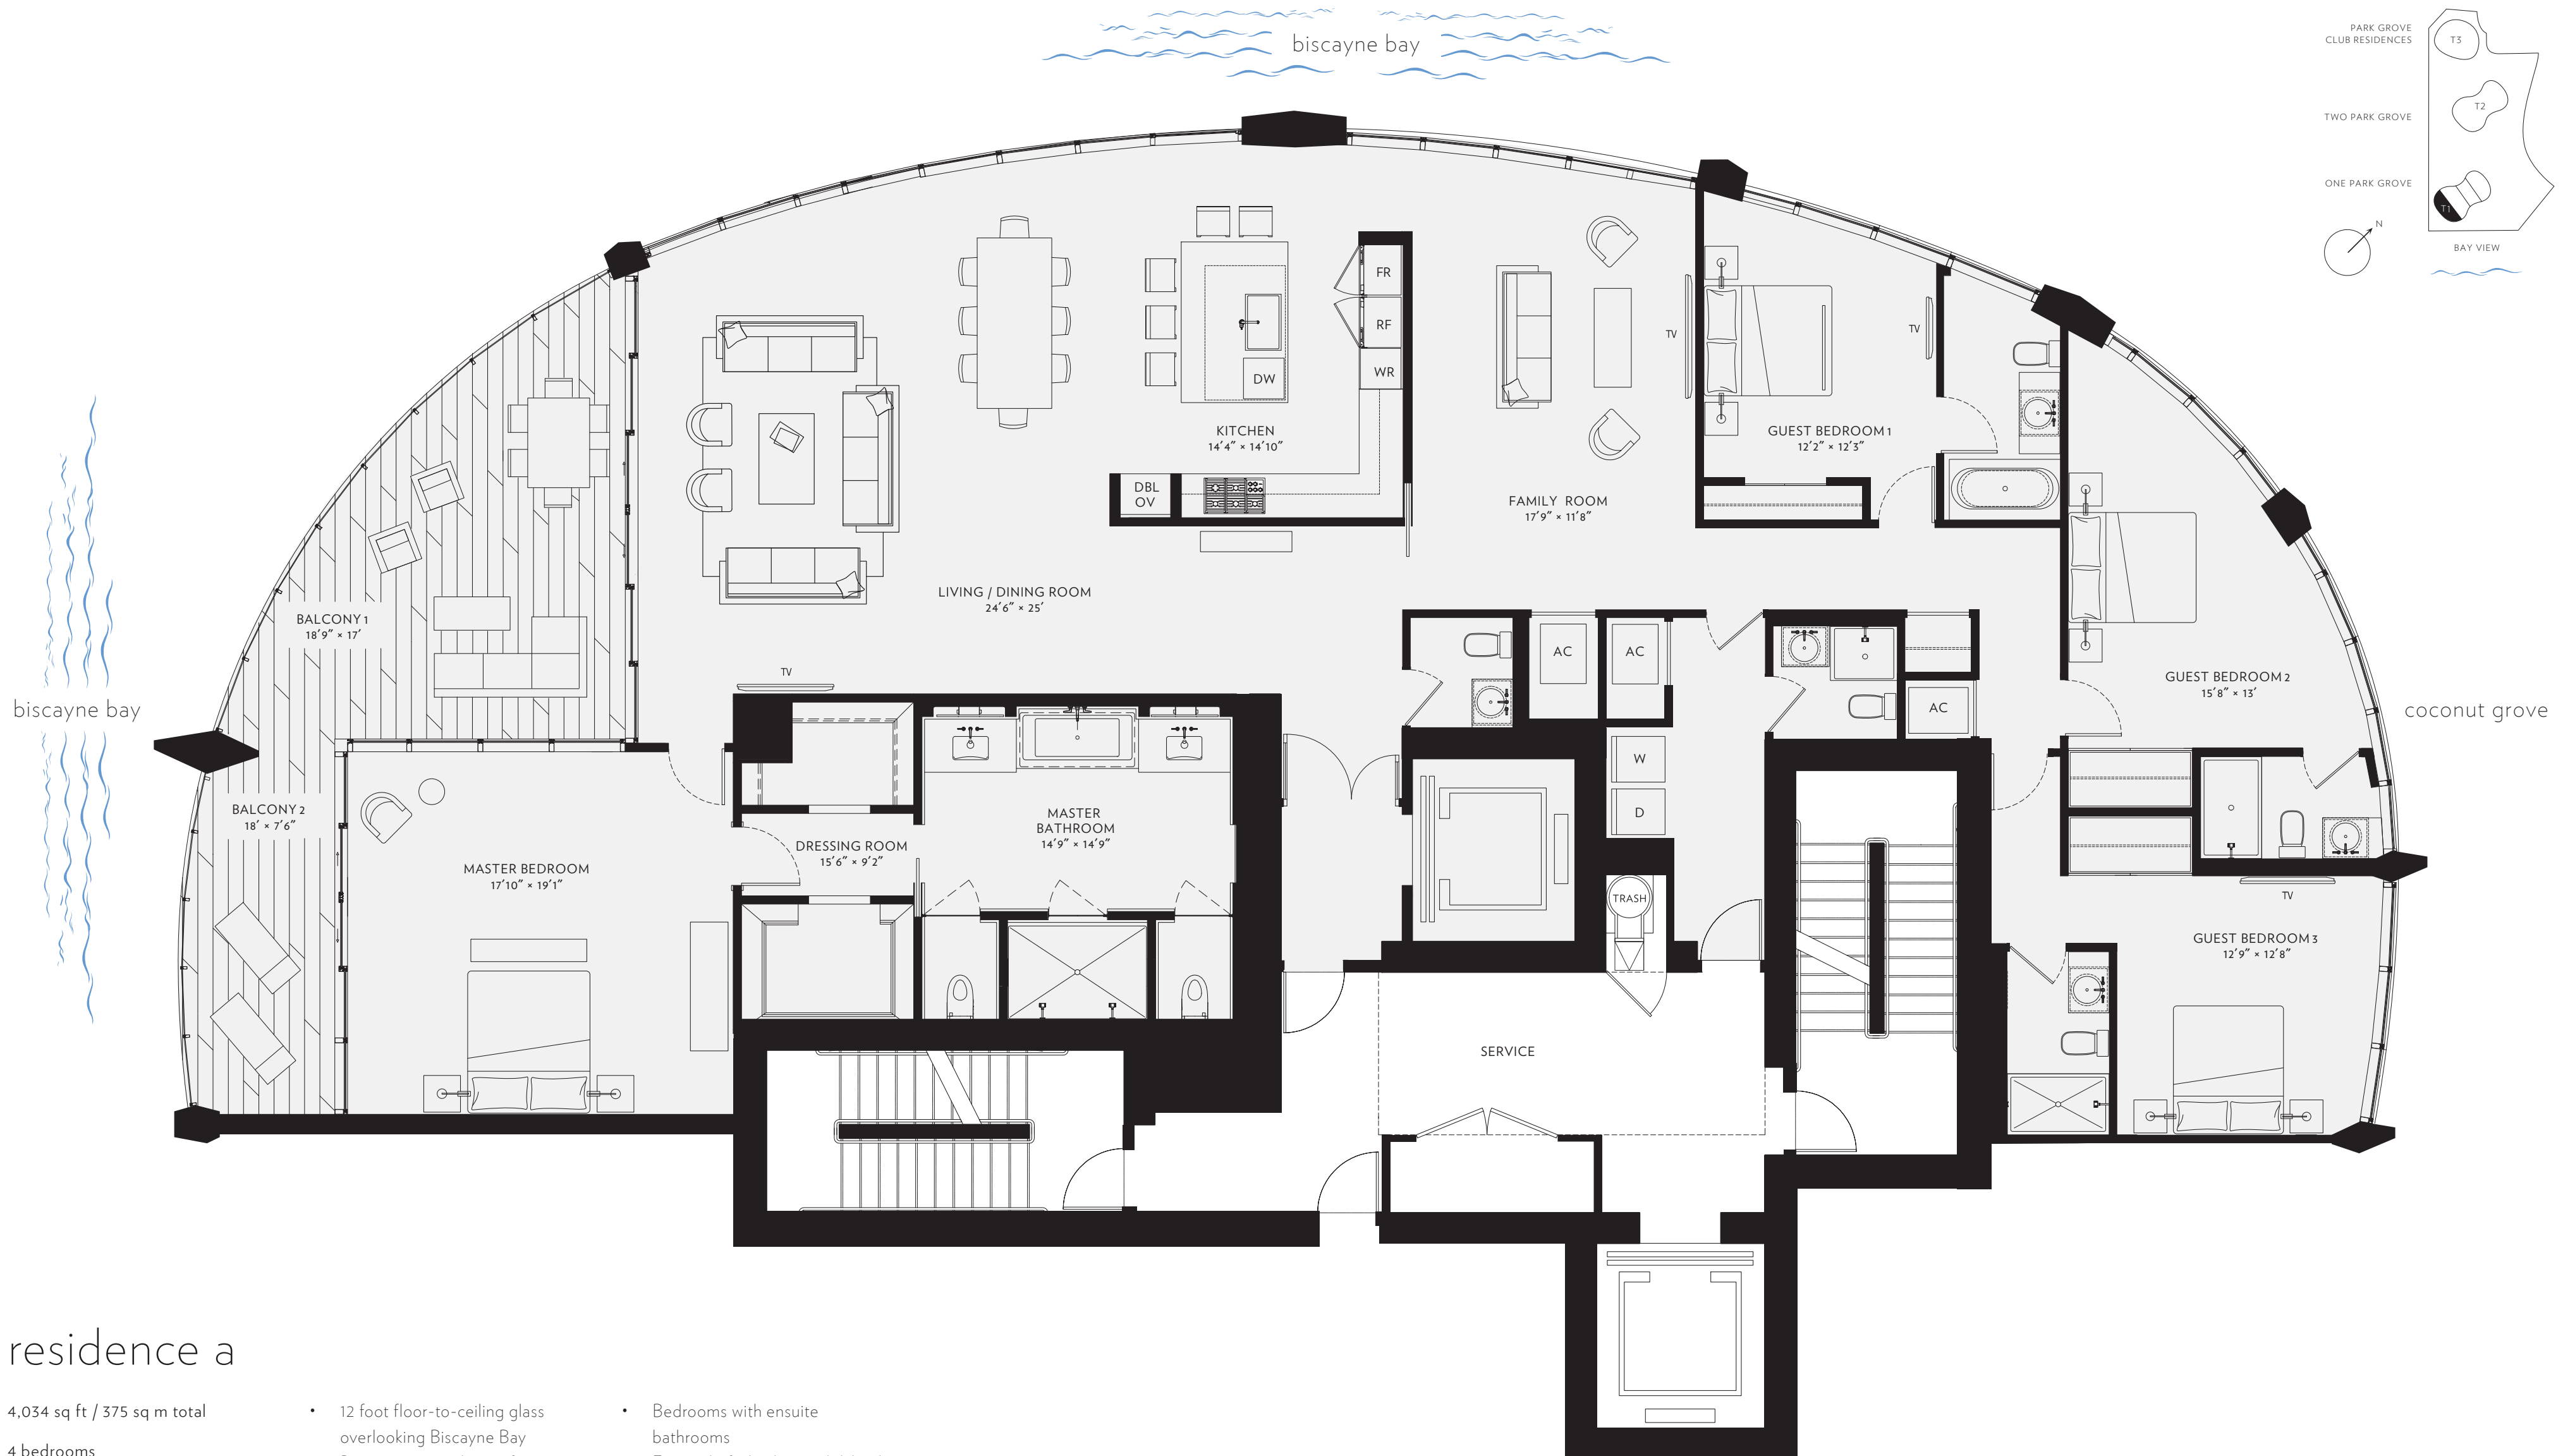 biscayne bay
PARK GROVE
CLUB RESIDENCES
T3
T2
TWO PARK GROVE
ONE PARK GROVE
T1
N
BAY VIEW
FR
RF
WR
DW
TV
TV
KITCHEN
14'4" × 14'10"
GUEST BEDROOM 1
12'2" × 12'3"
DBL
OV
FAMILY ROOM
17'9" × 11'8"
LIVING / DINING ROOM
24'6" × 25'
BALCONY 1
18'9" × 17'
TV
AC
AC
AC
GUEST BEDROOM 2
15'8" × 13'
biscayne bay
coconut grove
W
D
BALCONY 2
18' × 7'6"
MASTER
BATHROOM
14'9" × 14'9"
DRESSING ROOM
15'6" × 9'2"
MASTER BEDROOM
17'10" × 19'1"
TRASH
TV
GUEST BEDROOM 3
12'9" × 12'8"
SERVICE
residence a
4,034 sq ft / 375 sq m total
4 bedrooms
• 12 foot floor-to-ceiling glass
overlooking Biscayne Bay
• Bedrooms with ensuite
bathrooms